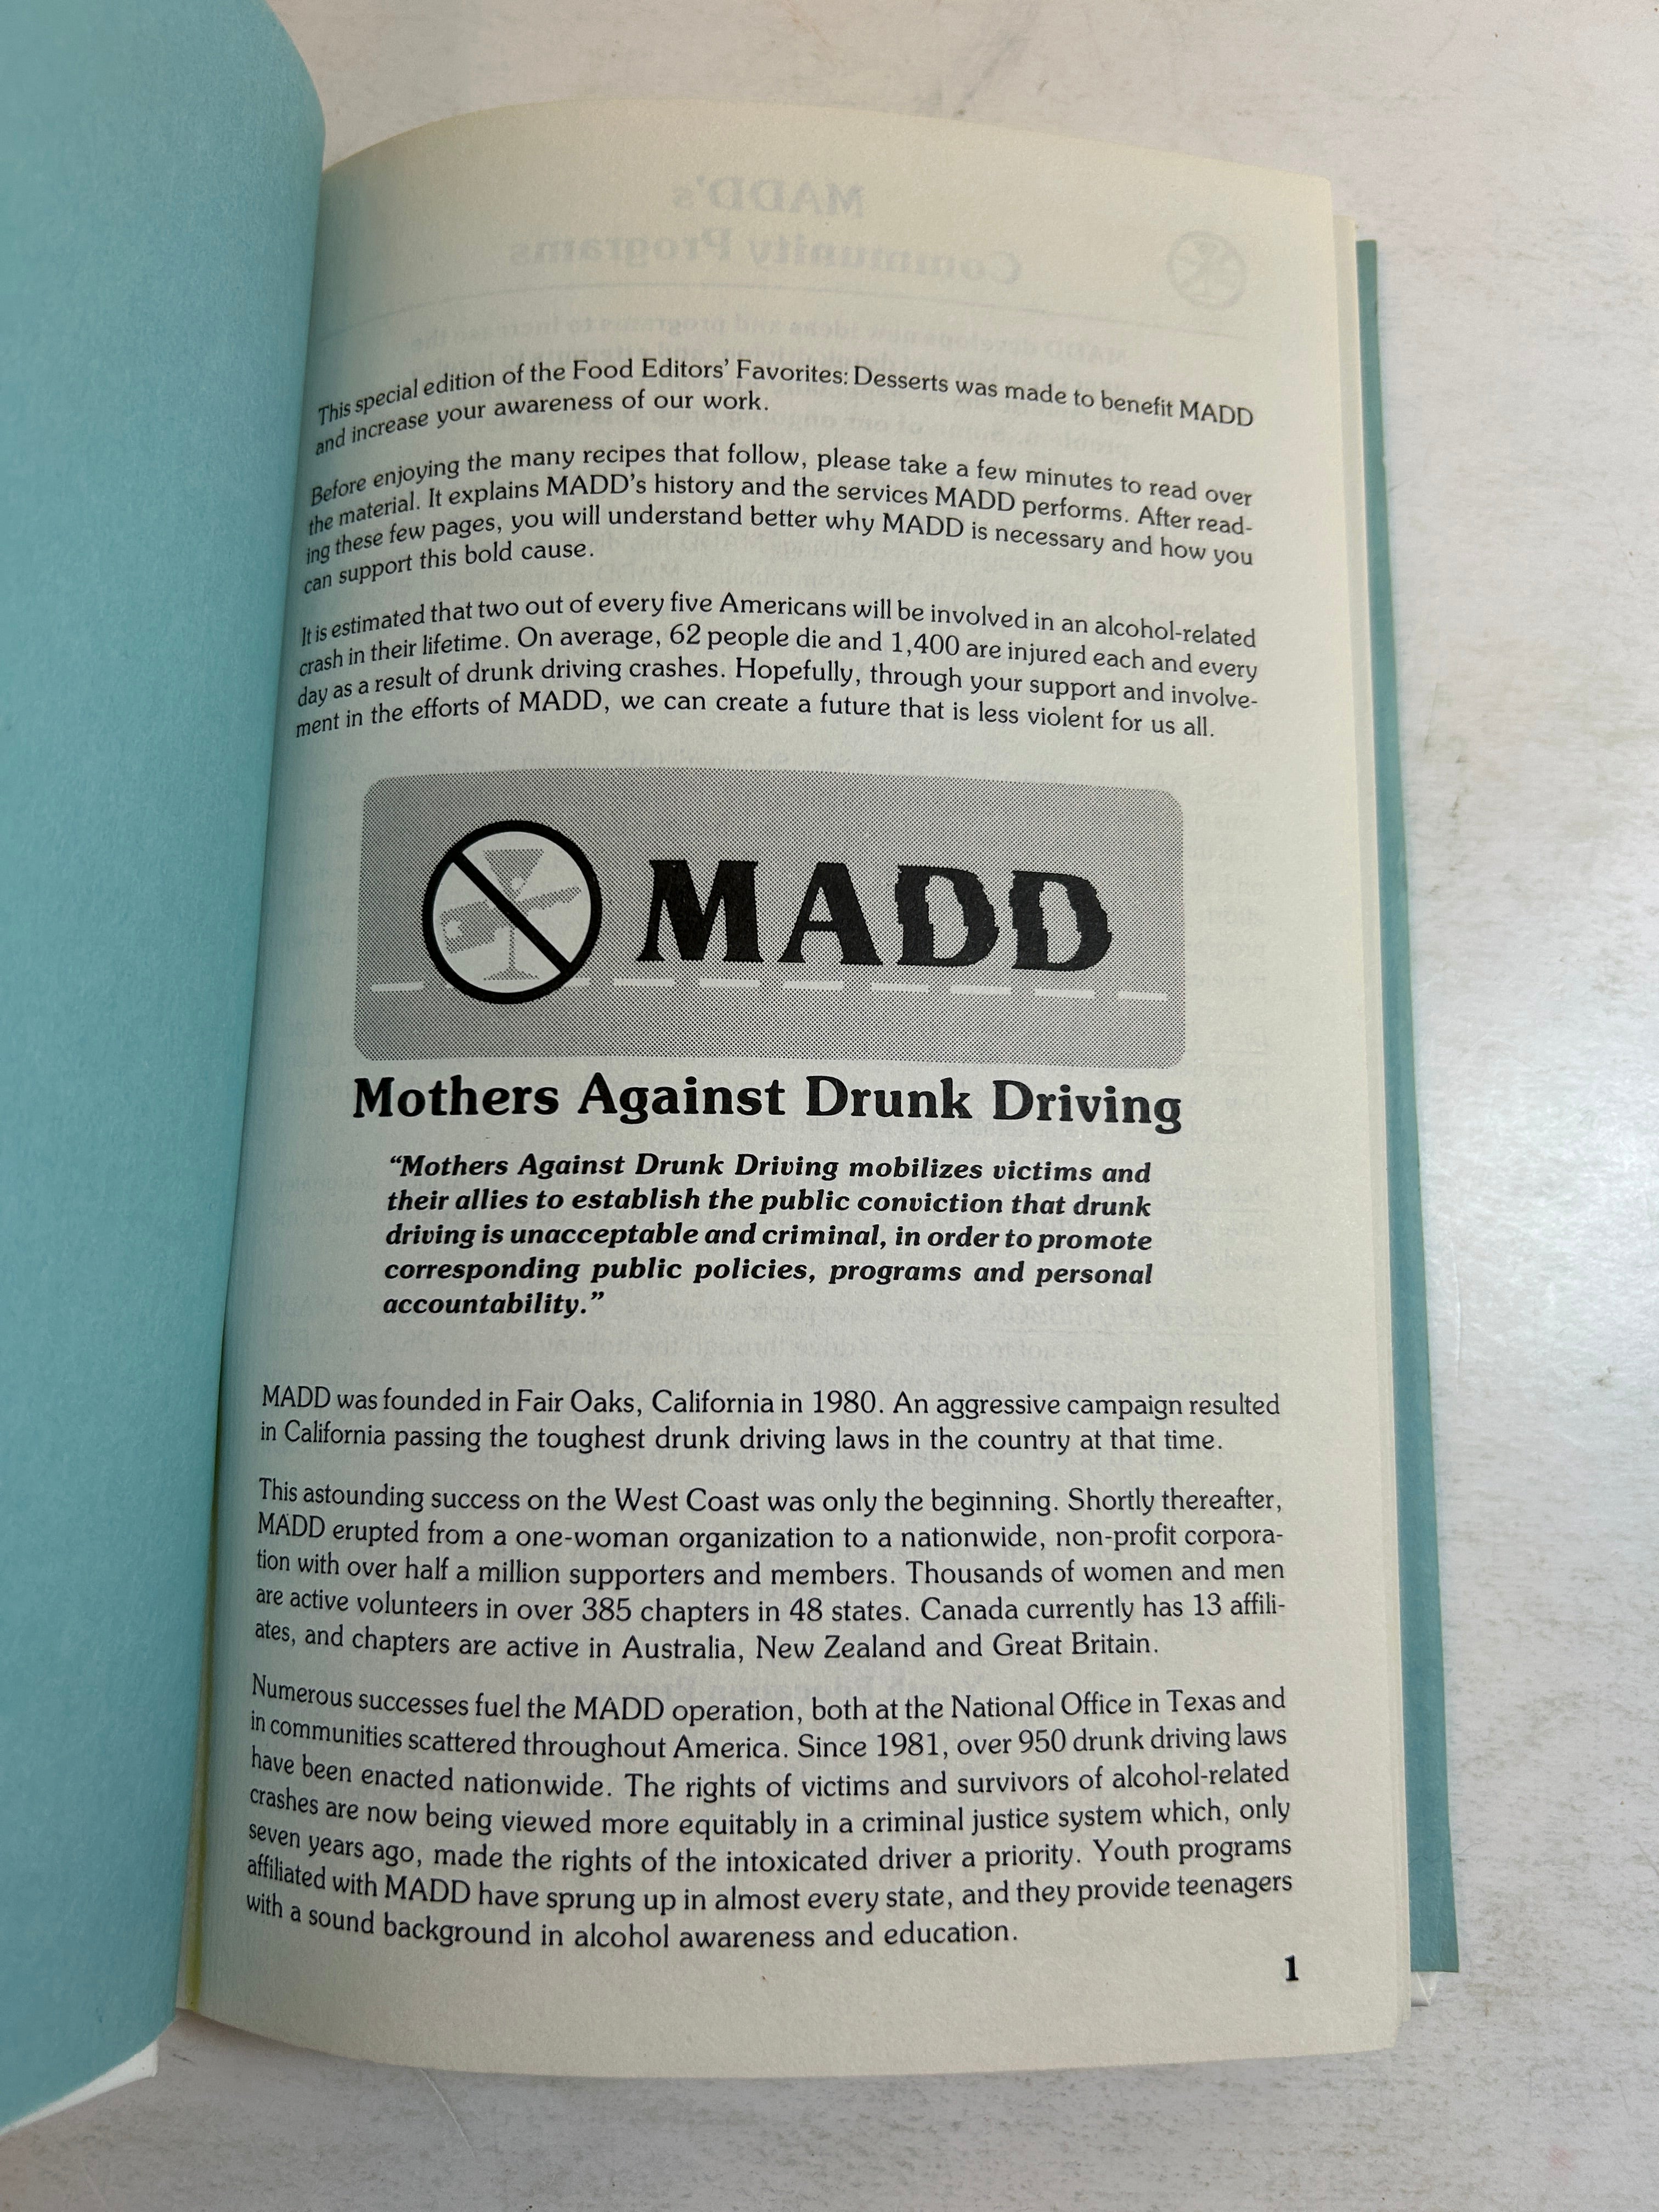 This special edition of the Food Editors' Favorites: Desserts was made to benefit MADD
and increase your awareness of our work.
Before enjoying the many recipes that follow, please take a few minutes to read over
the material. It explains MADD's history and the services MADD performs. After read-
ing these few pages, you will understand better why MADD is necessary and how you
can support this bold cause.
It is estimated that two out of every five Americans will be involved in an alcohol-related
crash in their lifetime. On average, 62 people die and 1,400 are injured each and every
day as a result of drunk driving crashes. Hopefully, through your support and involve-
ment in the efforts of MADD, we can create a future that is less violent for us all.
MADD
Mothers Against Drunk Driving
“Mothers Against Drunk Driving mobilizes victims and
their allies to establish the public conviction that drunk
driving is unacceptable and criminal, in order to promote
corresponding public policies, programs and personal
accountability.”
MADD was founded in Fair Oaks, California in 1980. An aggressive campaign resulted
in California passing the toughest drunk driving laws in the country at that time.
This astounding success on the West Coast was only the beginning. Shortly thereafter,
MADD erupted from a one-woman organization to a nationwide, non-profit corpora-
tion with over half a million supporters and members. Thousands of women and men
are active volunteers in over 385 chapters in 48 states. Canada currently has 13 affili-
ates, and chapters are active in Australia, New Zealand and Great Britain.
Numerous successes fuel the MADD operation, both at the National Office in Texas and
in communities scattered throughout America. Since 1981, over 950 drunk driving laws
have been enacted nationwide. The rights of victims and survivors of alcohol-related
crashes are now being viewed more equitably in a criminal justice system which, only
seven years ago, made the rights of the intoxicated driver a priority. Youth programs
affiliated with MADD have sprung up in almost every state, and they provide teenagers
with a sound background in alcohol awareness and education.
1